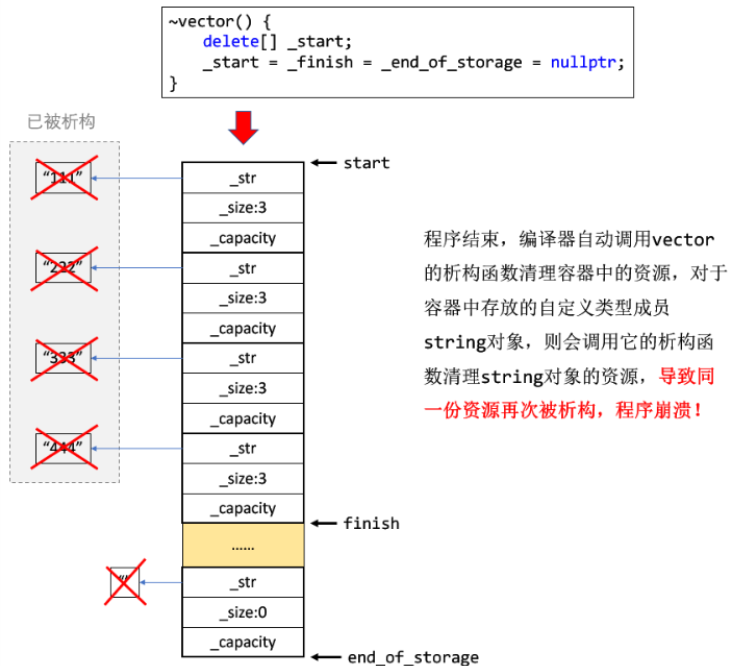 ~vector() {
delete[] _start;
_start = _finish = _end_of_storage = nullptr;
}
已被析构
start
"111"
_str
_size:3
_capacity
"222"
_str
_size:3
_capacity
"333"
_str
_size:3
_capacity
"444"
_str
_size:3
_capacity
finish
……
""
_str
_size:0
_capacity
end_of_storage
程序结束，编译器自动调用vector
的析构函数清理容器中的资源，对于
容器中存放的自定义类型成员
string对象，则会调用它的析构函
数清理string对象的资源，导致同
一份资源再次被析构，程序崩溃！